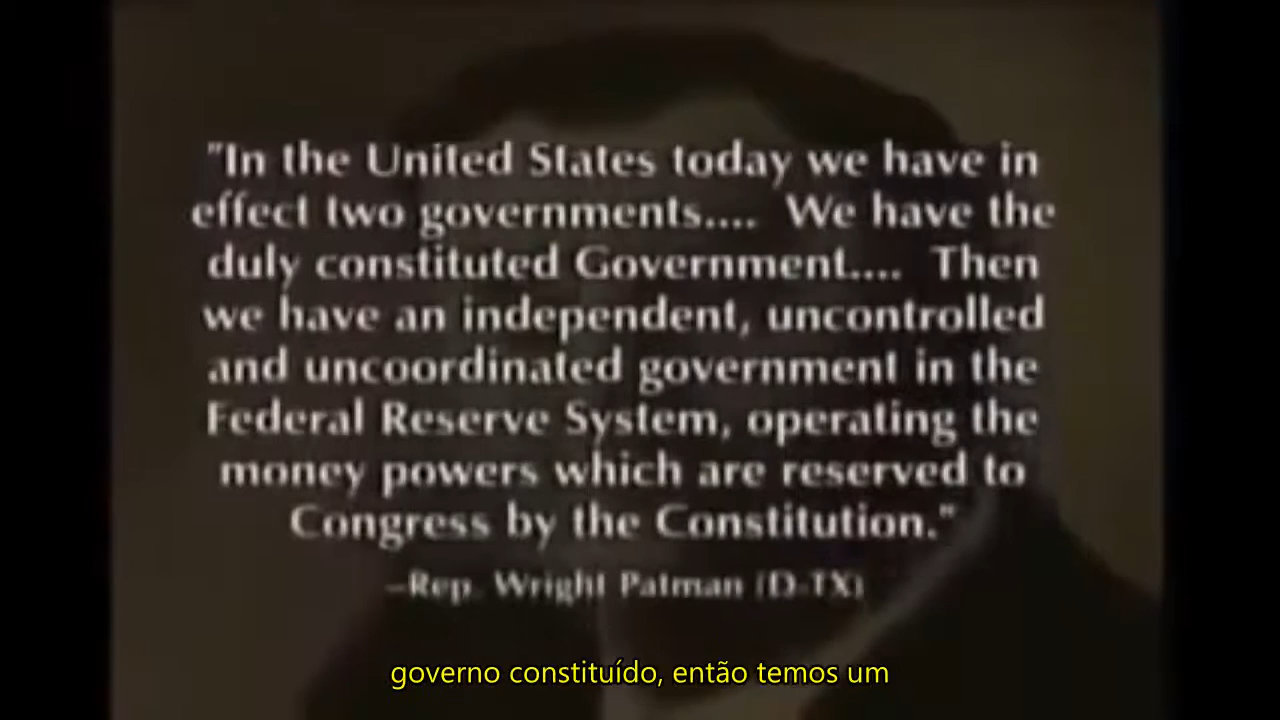 "In the United States today we have in
effect two governments.... We have the
duly constituted Government.... Then
we have an independent, uncontrolled
and uncoordinated government in the
Federal Reserve System, operating the
money powers which are reserved to
Congress by the Constitution."
–Rep. Wright Patman (D-TX)
governo constituído, então temos um